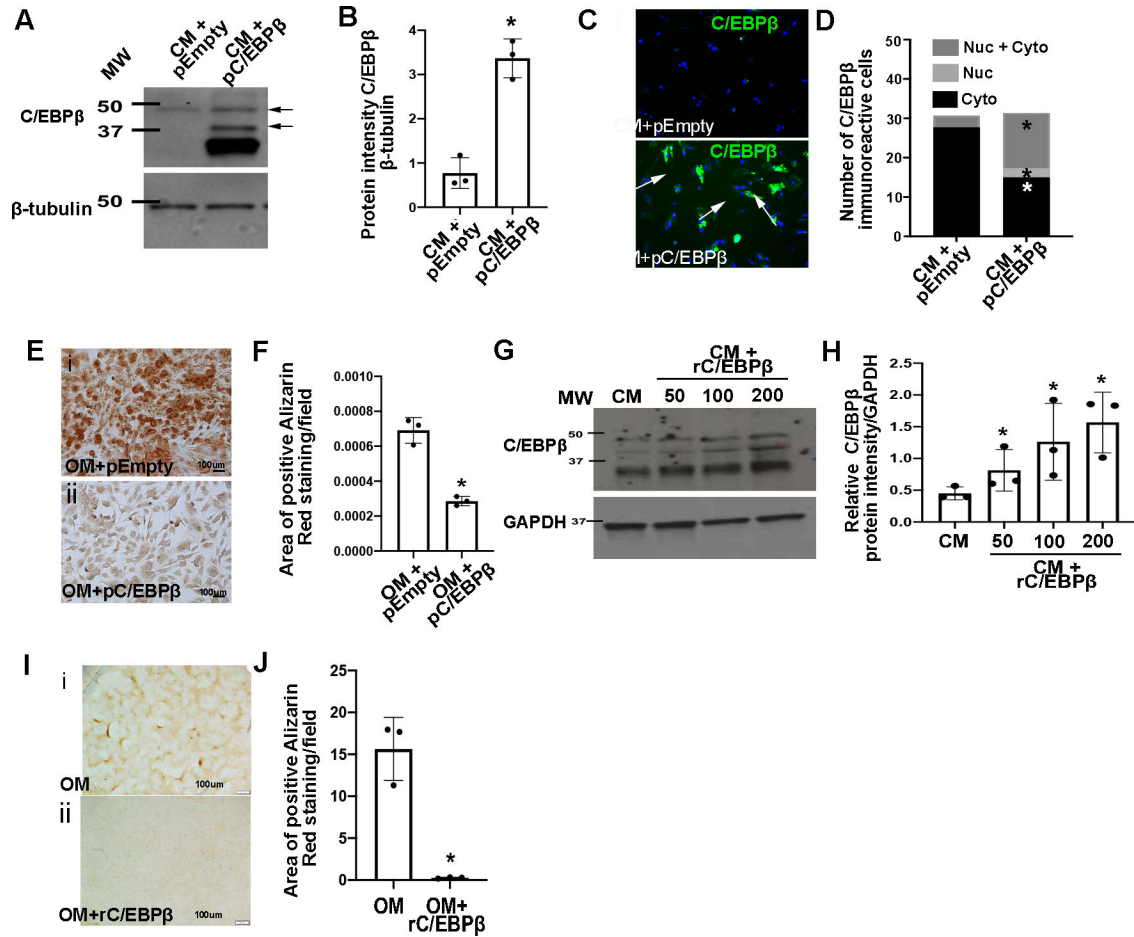 A
MW
CM +
pEmpty
CM +
pC/EBPβ
C/EBPβ
50
37
β-tubulin
50
B
Protein intensity C/EBPβ
β-tubulin
4
3
2
1
0
*
CM +
pEmpty
CM +
pC/EBPβ
C
C/EBPβ
M+pEmpty
C/EBPβ
M+pC/EBPβ
D
Number of C/EBPβ
immunoreactive cells
50
40
30
20
10
0
Nuc + Cyto
Nuc
Cyto
*
*
*
CM +
pEmpty
CM +
pC/EBPβ
E
i
OM+pEmpty
100um
ii
OM+pC/EBPβ
100um
F
Area of positive Alizarin
Red staining/field
0.0010
0.0008
0.0006
0.0004
0.0002
0.0000
*
OM +
pEmpty
OM +
pC/EBPβ
G
CM +
rC/EBPβ
MW
CM
50
100
200
C/EBPβ
50
37
GAPDH
37
H
Relative C/EBPβ
protein intensity/GAPDH
2.5
2.0
1.5
1.0
0.5
0.0
*
*
*
CM
50
100
200
CM +
rC/EBPβ
I
i
OM
100um
ii
OM+rC/EBPβ
100um
J
Area of positive Alizarin
Red staining/field
25
20
15
10
5
0
*
OM
OM+
rC/EBPβ